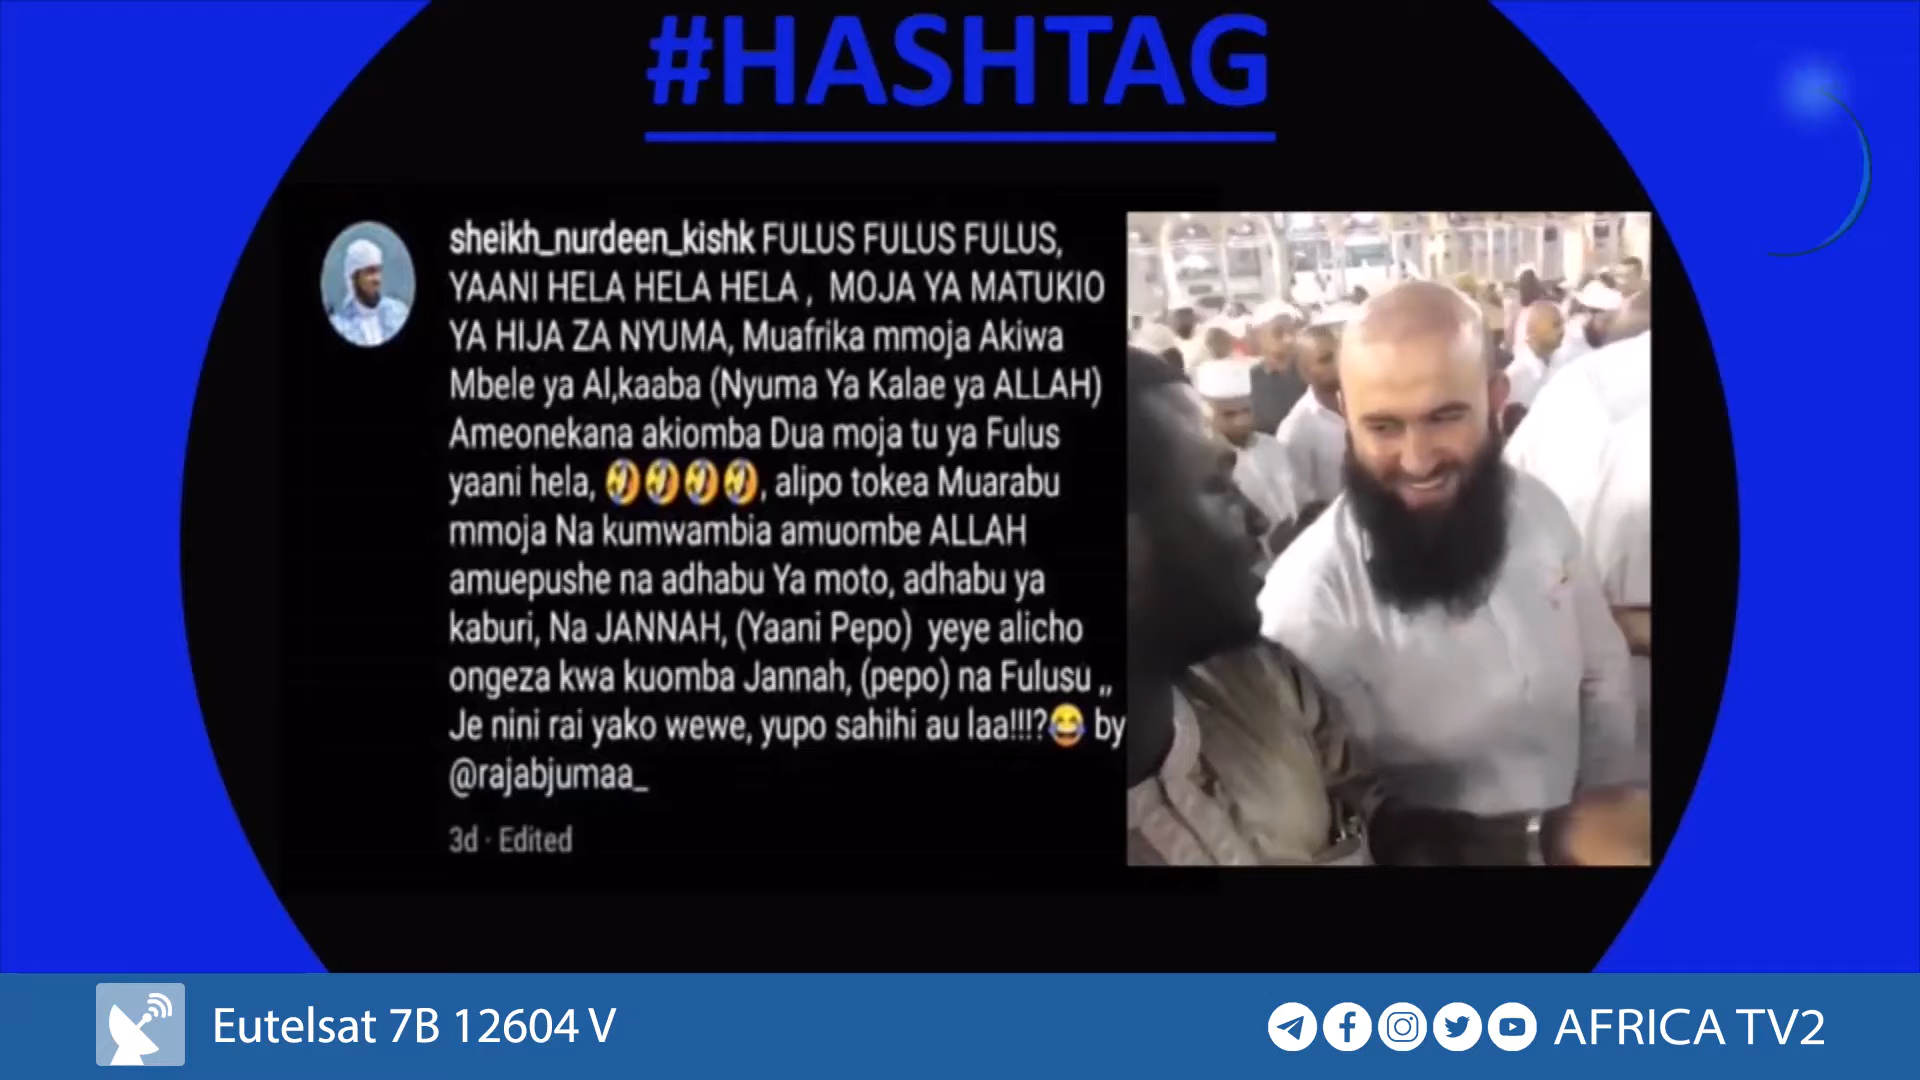 #HASHTAG
sheikh_nurdeen_kishk FULUS FULUS FULUS,
YAANI HELA HELA HELA , MOJA YA MATUKIO
YA HIJA ZA NYUMA, Muafrika mmoja Akiwa
Mbele ya Al,kaaba (Nyuma Ya Kalae ya ALLAH)
Ameonekana akiomba Dua moja tu ya Fulus
yaani hela, 🤣🤣🤣🤣, alipo tokea Muarabu
mmoja Na kumwambia amuombe ALLAH
amuepushe na adhabu Ya moto, adhabu ya
kaburi, Na JANNAH, (Yaani Pepo) yeye alicho
ongeza kwa kuomba Jannah, (pepo) na Fulusu ,,
Je nini rai yako wewe, yupo sahihi au laa!!!?😂 by
@rajabjumaa_
3d · Edited
Eutelsat 7B 12604 V
AFRICA TV2